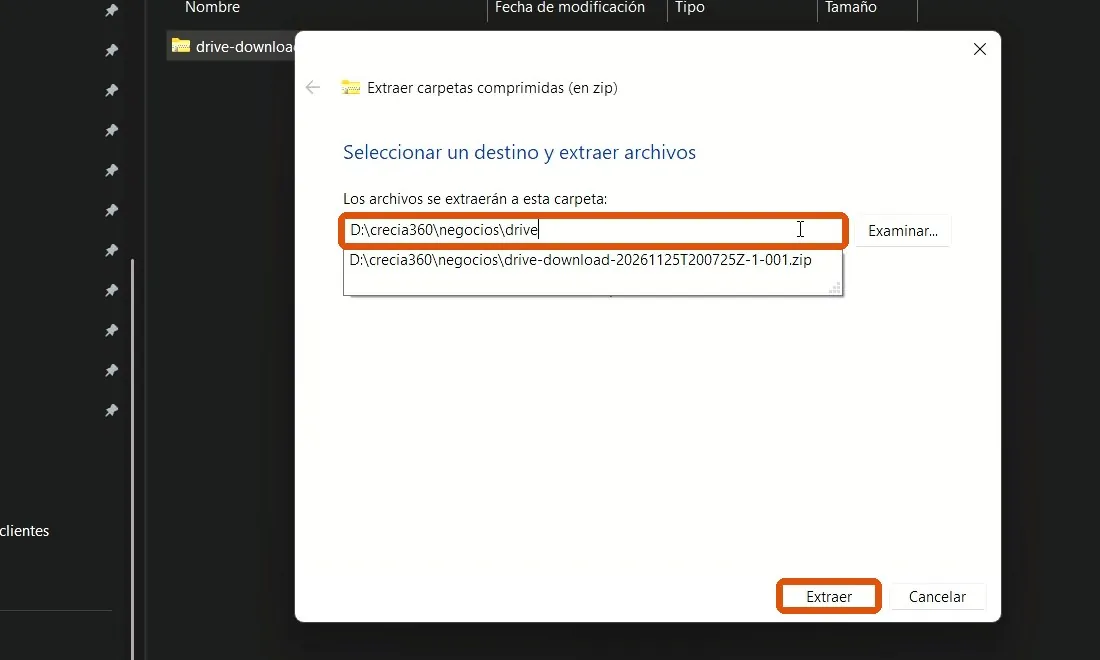 Nombre Fecha de modificación Tipo Tamaño
drive-downloa
Extraer carpetas comprimidas (en zip)
Seleccionar un destino y extraer archivos
Los archivos se extraerán a esta carpeta:
D:\crecia360\negocios\drive
Examinar...
D:\crecia360\negocios\drive-download-20261125T200725Z-1-001.zip
clientes
Extraer Cancelar